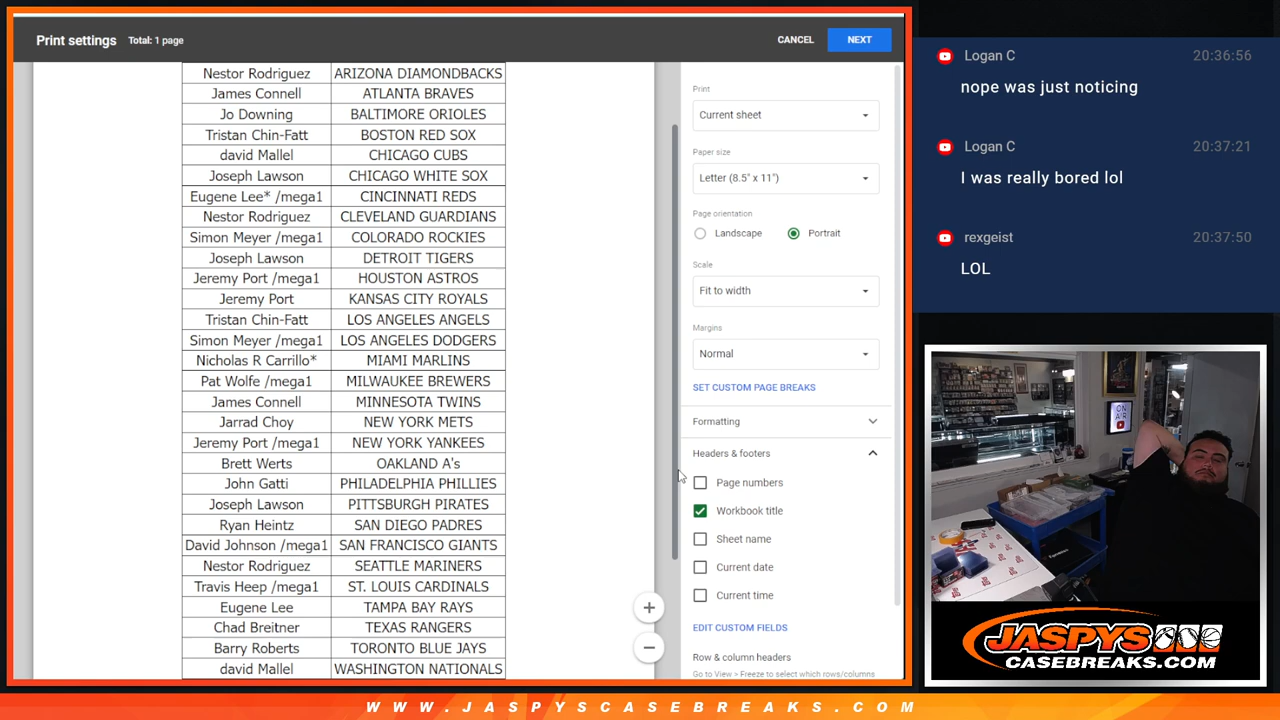 Print settings Total: 1 page CANCEL NEXT
Nestor Rodriguez ARIZONA DIAMONDBACKS
James Connell ATLANTA BRAVES
Jo Downing BALTIMORE ORIOLES
Tristan Chin-Fatt BOSTON RED SOX
david Mallel CHICAGO CUBS
Joseph Lawson CHICAGO WHITE SOX
Eugene Lee* /mega1 CINCINNATI REDS
Nestor Rodriguez CLEVELAND GUARDIANS
Simon Meyer /mega1 COLORADO ROCKIES
Joseph Lawson DETROIT TIGERS
Jeremy Port /mega1 HOUSTON ASTROS
Jeremy Port KANSAS CITY ROYALS
Tristan Chin-Fatt LOS ANGELES ANGELS
Simon Meyer /mega1 LOS ANGELES DODGERS
Nicholas R Carrillo* MIAMI MARLINS
Pat Wolfe /mega1 MILWAUKEE BREWERS
James Connell MINNESOTA TWINS
Jarrad Choy NEW YORK METS
Jeremy Port /mega1 NEW YORK YANKEES
Brett Werts OAKLAND A's
John Gatti PHILADELPHIA PHILLIES
Joseph Lawson PITTSBURGH PIRATES
Ryan Heintz SAN DIEGO PADRES
David Johnson /mega1 SAN FRANCISCO GIANTS
Nestor Rodriguez SEATTLE MARINERS
Travis Heep /mega1 ST. LOUIS CARDINALS
Eugene Lee TAMPA BAY RAYS
Chad Breitner TEXAS RANGERS
Barry Roberts TORONTO BLUE JAYS
david Mallel WASHINGTON NATIONALS
Print
Current sheet
Paper size
Letter (8.5" x 11")
Page orientation
Landscape Portrait
Scale
Fit to width
Margins
Normal
SET CUSTOM PAGE BREAKS
Formatting
Headers & footers
Page numbers
Workbook title
Sheet name
Current date
Current time
EDIT CUSTOM FIELDS
Row & column headers
Go to View > Freeze to select which rows/columns
Logan C 20:36:56
nope was just noticing
Logan C 20:37:21
I was really bored lol
rexgeist 20:37:50
LOL
ON
AIR
JASPYS
CASEBREAKS.COM
WWW.JASPYSCASEBREAKS.COM